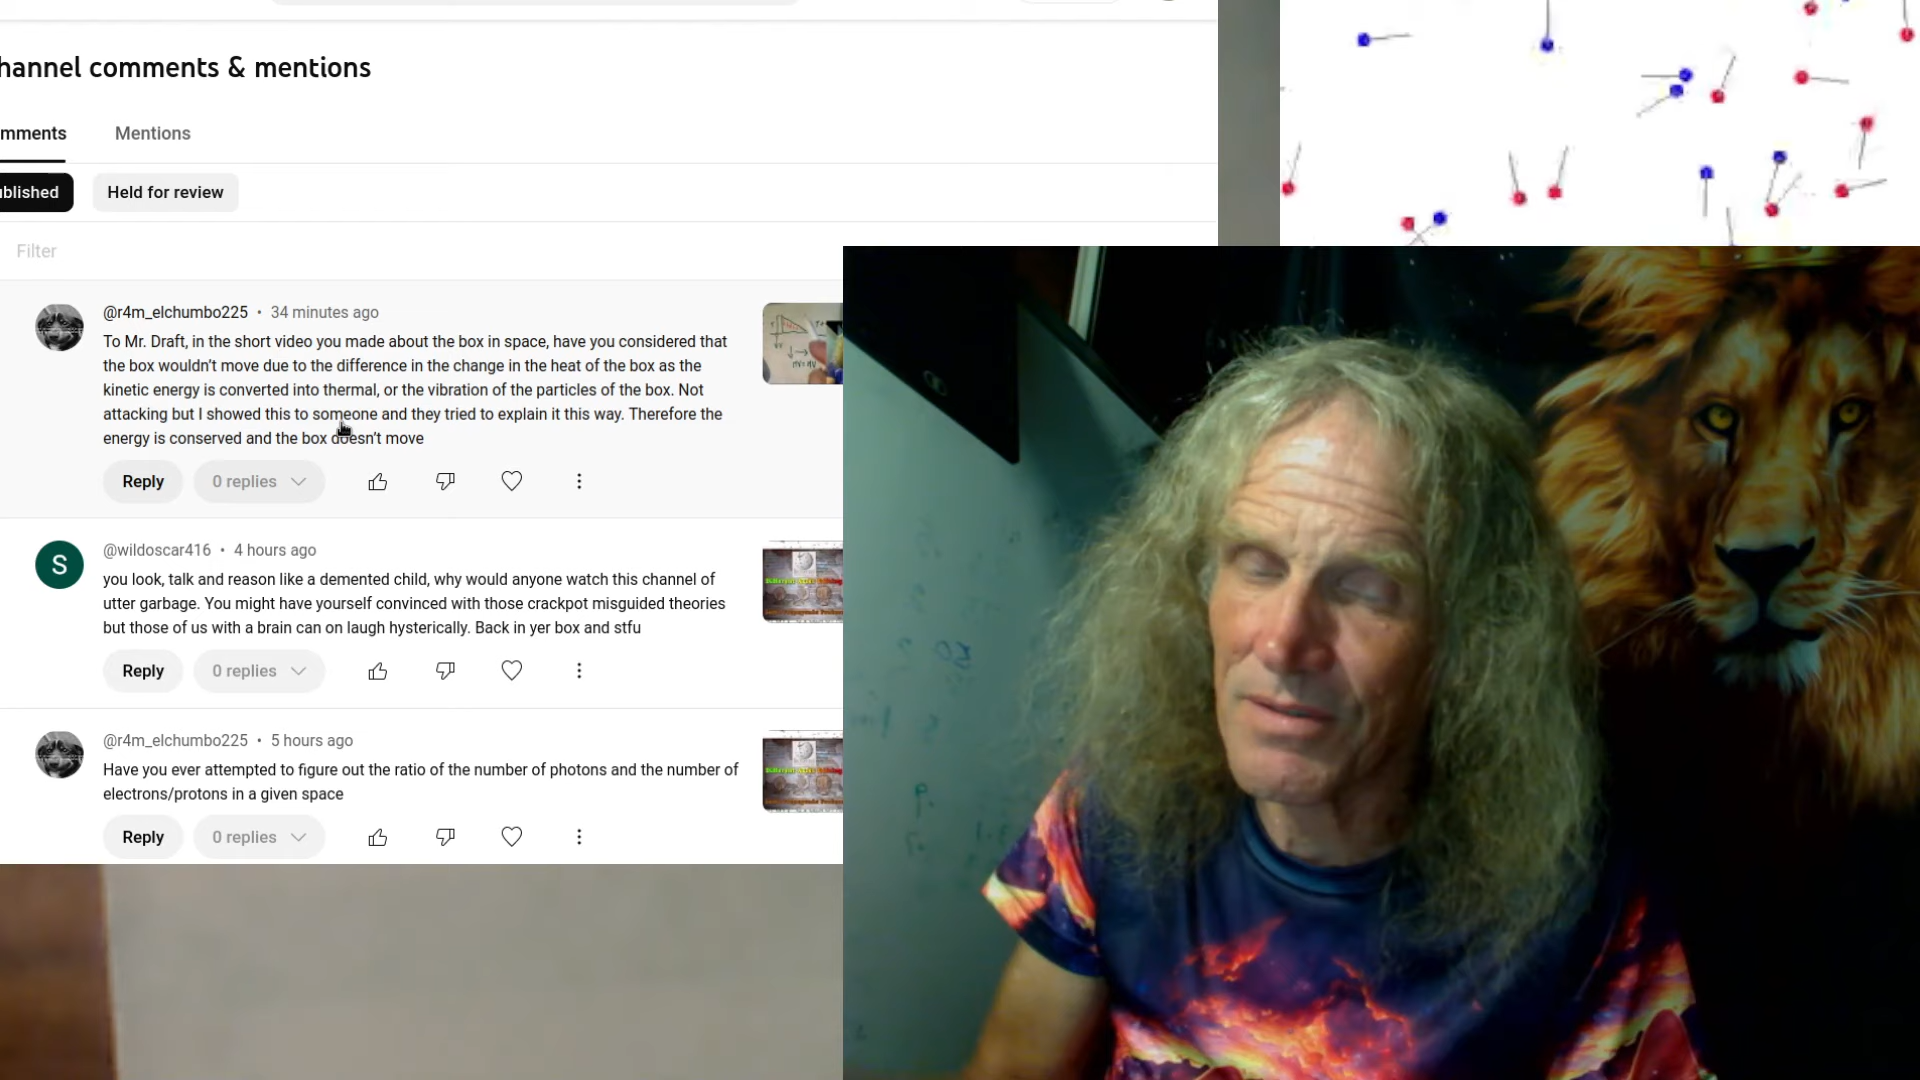 hannel comments & mentions
mments Mentions
ublished Held for review
Filter
@r4m_elchumbo225 • 34 minutes ago
To Mr. Draft, in the short video you made about the box in space, have you considered that
the box wouldn't move due to the difference in the change in the heat of the box as the
kinetic energy is converted into thermal, or the vibration of the particles of the box. Not
attacking but I showed this to someone and they tried to explain it this way. Therefore the
energy is conserved and the box doesn't move
Reply 0 replies
S
@wildoscar416 • 4 hours ago
you look, talk and reason like a demented child, why would anyone watch this channel of
utter garbage. You might have yourself convinced with those crackpot misguided theories
but those of us with a brain can on laugh hysterically. Back in yer box and stfu
Reply 0 replies
@r4m_elchumbo225 • 5 hours ago
Have you ever attempted to figure out the ratio of the number of photons and the number of
electrons/protons in a given space
Reply 0 replies